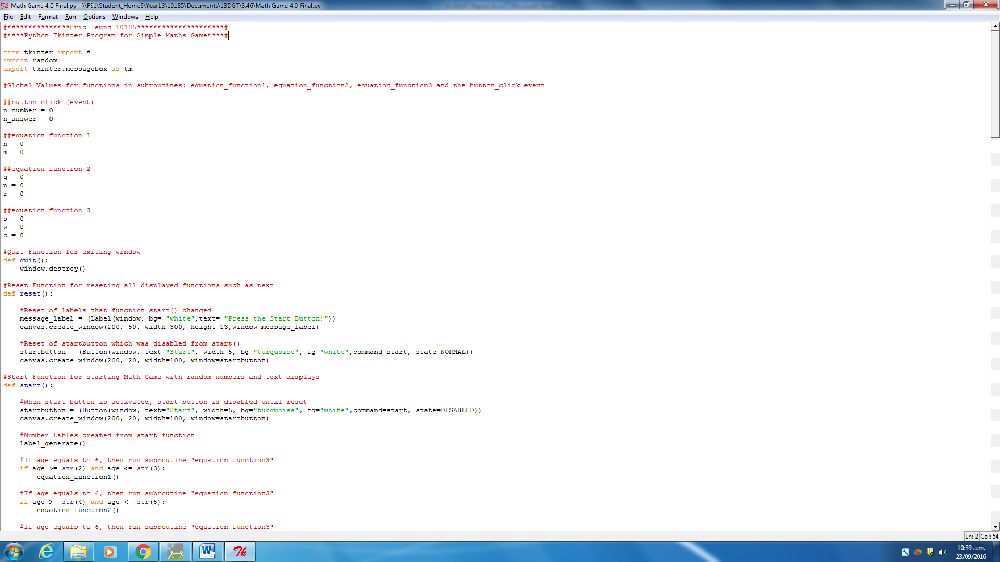 Math Game 4.0 Final.py - \\FS1\Student_Home$\Year13\10185\Documents\13DGT\3.46\Math Game 4.0 Final.py
File Edit Format Run Options Windows Help
#***************Eric Leung 10185*********************#
#****Python Tkinter Program for Simple Maths Game****#
from tkinter import *
import random
import tkinter.messagebox as tm
#Global Values for functions in subroutines: equation_function1, equation_function2, equation_function3 and the button_click event
##button click (event)
n_number = 0
n_answer = 0
##equation function 1
n = 0
m = 0
##equation function 2
q = 0
p = 0
r = 0
##equation function 3
s = 0
w = 0
c = 0
#Quit Function for exiting window
def quit():
    window.destroy()
#Reset Function for reseting all displayed functions such as text
def reset():
    #Reset of labels that function start() changed
    message_label = (Label(window, bg= "white",text= "Press the Start Button!"))
    canvas.create_window(200, 50, width=300, height=13,window=message_label)
    #Reset of startbutton which was disabled from start()
    startbutton = (Button(window, text="Start", width=5, bg="turquoise", fg="white",command=start, state=NORMAL))
    canvas.create_window(200, 20, width=100, window=startbutton)
#Start Function for starting Math Game with random numbers and text displays
def start():
    #When start button is activated, start button is disabled until reset
    startbutton = (Button(window, text="Start", width=5, bg="turquoise", fg="white",command=start, state=DISABLED))
    canvas.create_window(200, 20, width=100, window=startbutton)
    #Number Lables created from start function
    label_generate()
    #If age equals to 6, then run subroutine "equation_function3"
    if age >= str(2) and age <= str(3):
        equation_function1()
    #If age equals to 6, then run subroutine "equation_function3"
    if age >= str(4) and age <= str(5):
        equation_function2()
    #If age equals to 6, then run subroutine "equation_function3"
Ln: 2 Col: 54
10:39 a.m.
23/09/2016